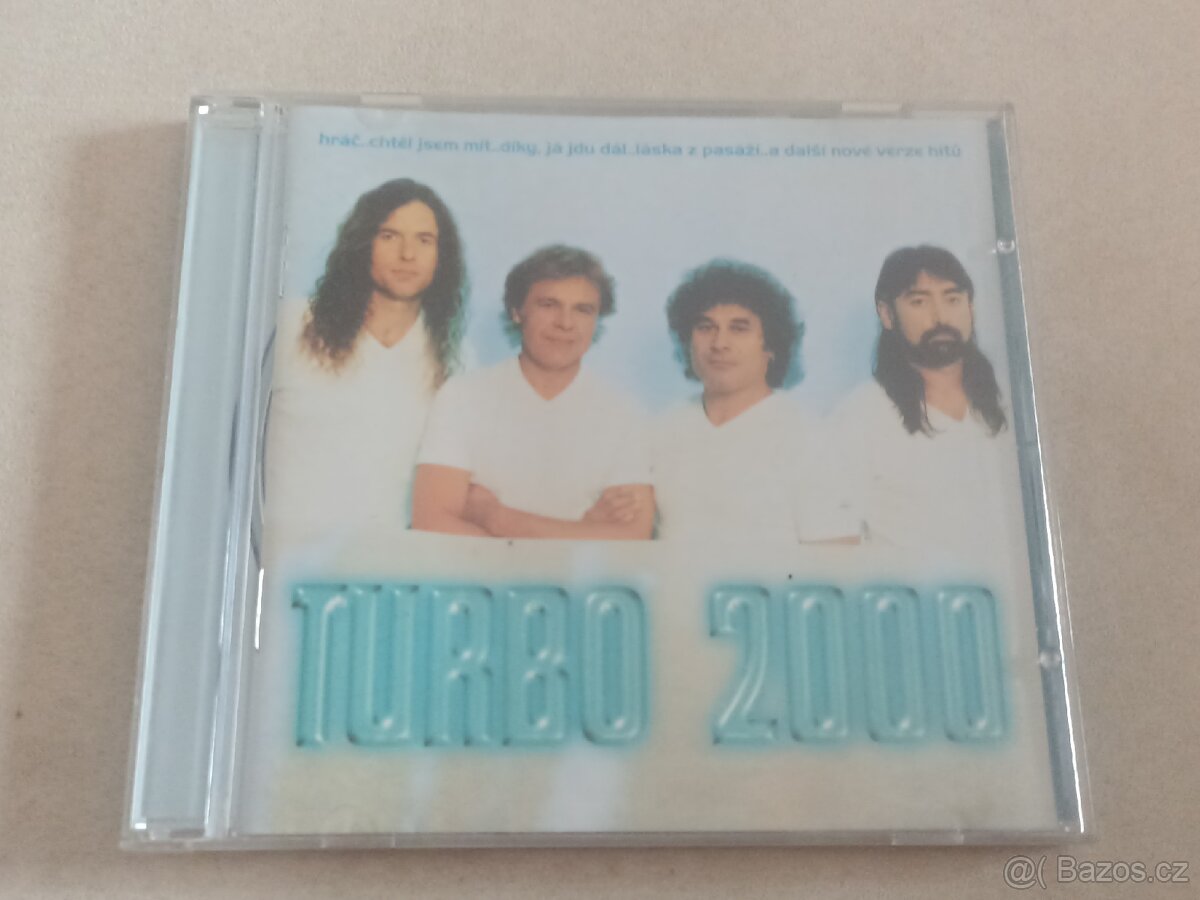 hráč..chtěl jsem mít..díky, já jdu dál..láska z pasáží..a další nové verze hitů
TURBO 2000
@( Bazos.cz